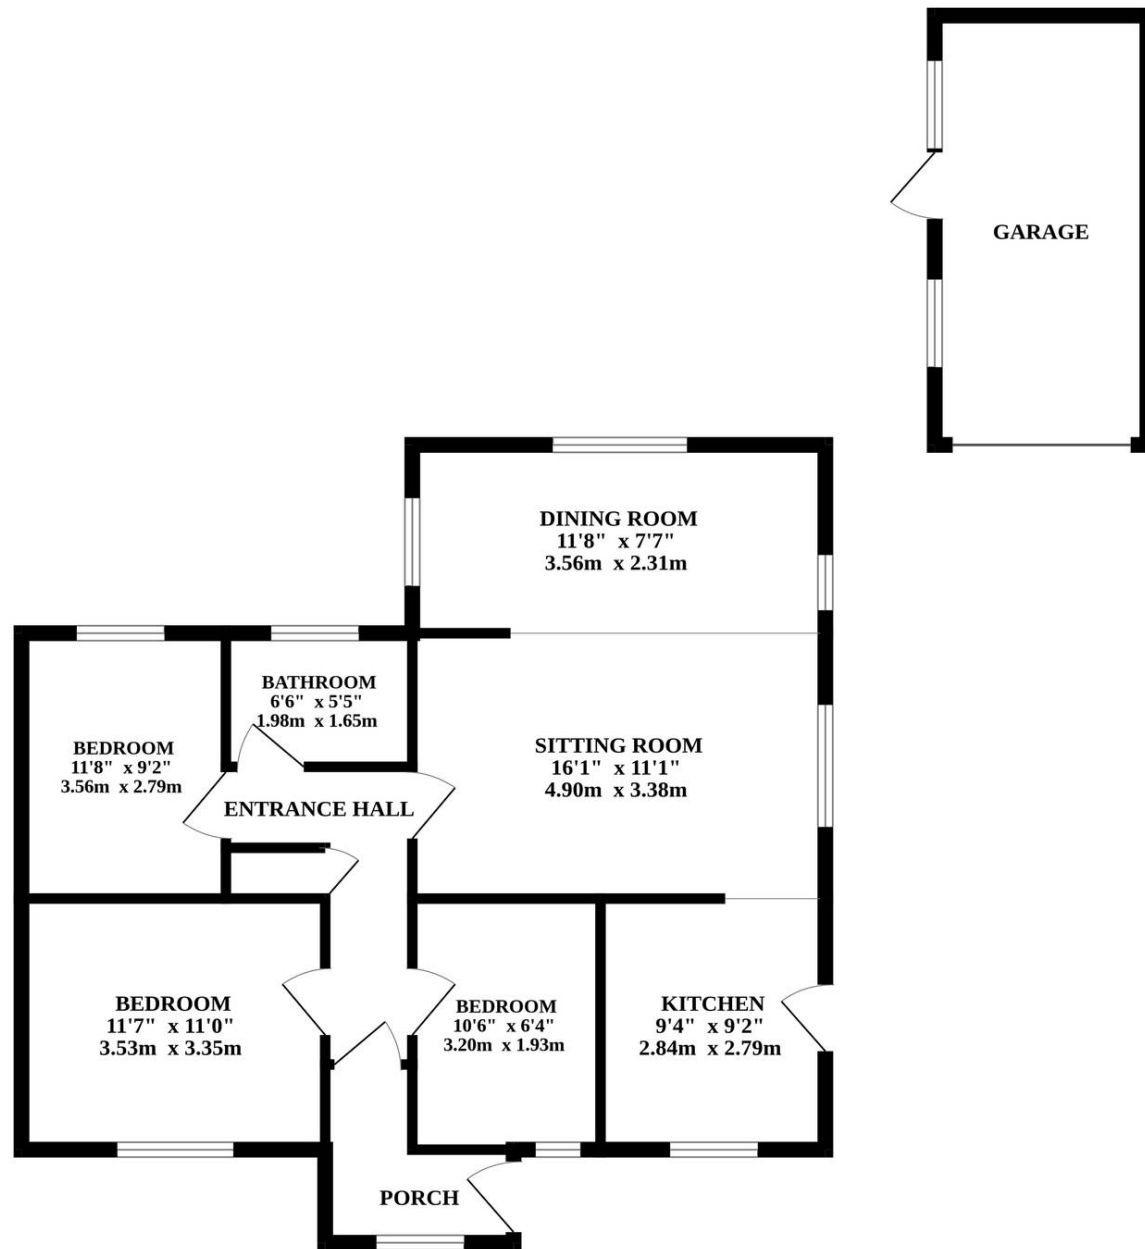 GARAGE
DINING ROOM
11'8" x 7'7"
3.56m x 2.31m
BATHROOM
6'6" x 5'5"
1.98m x 1.65m
BEDROOM
11'8" x 9'2"
3.56m x 2.79m
SITTING ROOM
16'1" x 11'1"
4.90m x 3.38m
ENTRANCE HALL
BEDROOM
11'7" x 11'0"
3.53m x 3.35m
BEDROOM
10'6" x 6'4"
3.20m x 1.93m
KITCHEN
9'4" x 9'2"
2.84m x 2.79m
PORCH